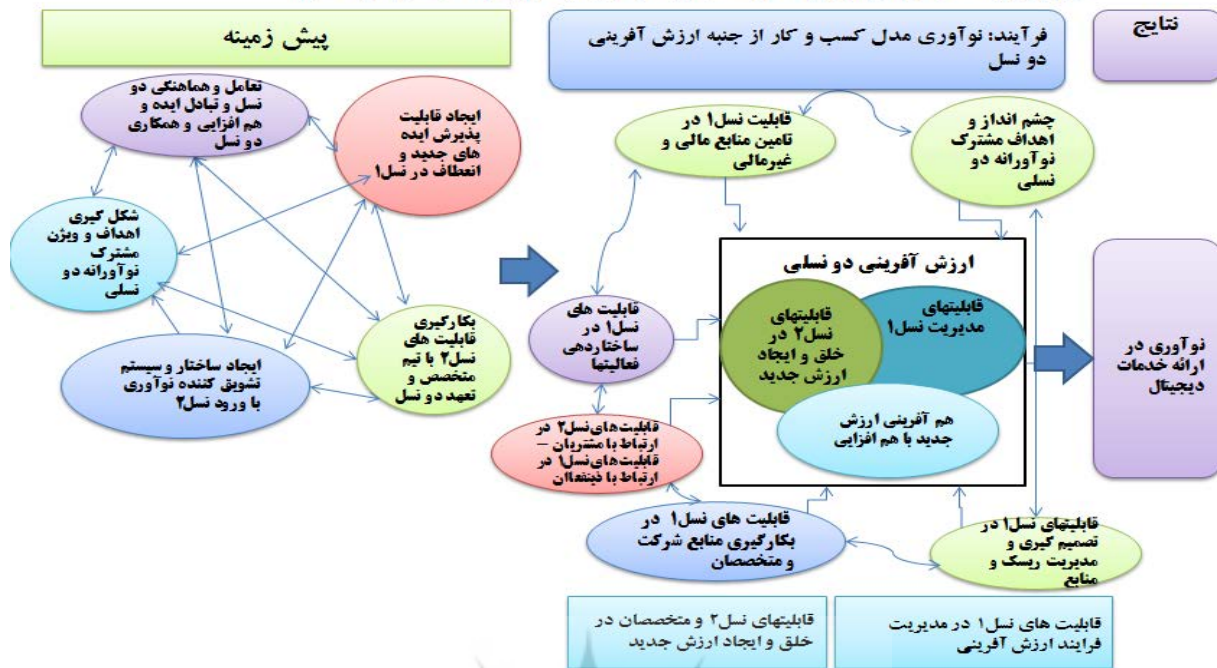 پیش زمینه
فرآیند: نوآوری مدل کسب و کار از جنبه ارزش آفرینی
دو نسل
نتایج
تعامل و هماهنگی دو
نسل و تبادل ایده و
هم افزایی و همکاری
دو نسل
ایجاد قابلیت
پذیرش ایده
های جدید و
انعطاف در نسل۱
شکل گیری
اهداف و ویژن
مشترک
نوآورانه دو
نسلی
بکارگیری
قابلیت های
نسل۲ با تیم
متخصص و
تعهد دو نسل
ایجاد ساختار و سیستم
تشویق کننده نوآوری
با ورود نسل۲
قابلیت نسل۱ در
تامین منابع مالی و
غیرمالی
چشم انداز و
اهداف مشترک
نوآورانه دو
نسلی
قابلیت های
نسل۱ در
ساختاردهی
فعالیتها
ارزش آفرینی دو نسلی
قابلیتهای
مدیریت نسل۱
قابلیتهای
نسل۲ در
خلق و ایجاد
ارزش جدید
هم آفرینی ارزش
جدید با هم افزایی
قابلیت‌های نسل۲ در
ارتباط با مشتریان –
قابلیت‌های نسل۱ در
ارتباط با ذینفعاان
قابلیت های نسل۱ در
بکارگیری منابع شرکت
و متخصصان
قابلیتهای نسل۱ در
تصمیم گیری و
مدیریت ریسک و
منابع
نوآوری در
ارائه خدمات
دیجیتال
قابلیت های نسل۱ در مدیریت
فرایند ارزش آفرینی
قابلیتهای نسل۲ و متخصصان در
خلق و ایجاد ارزش جدید